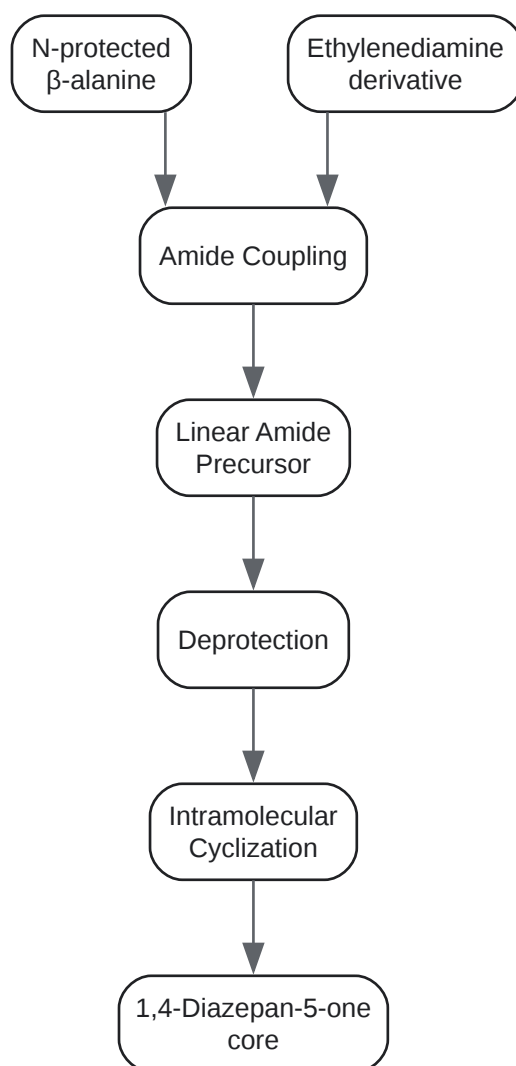 N-protected
β-alanine
Ethylenediamine
derivative
Amide Coupling
Linear Amide
Precursor
Deprotection
Intramolecular
Cyclization
1,4-Diazepan-5-one
core